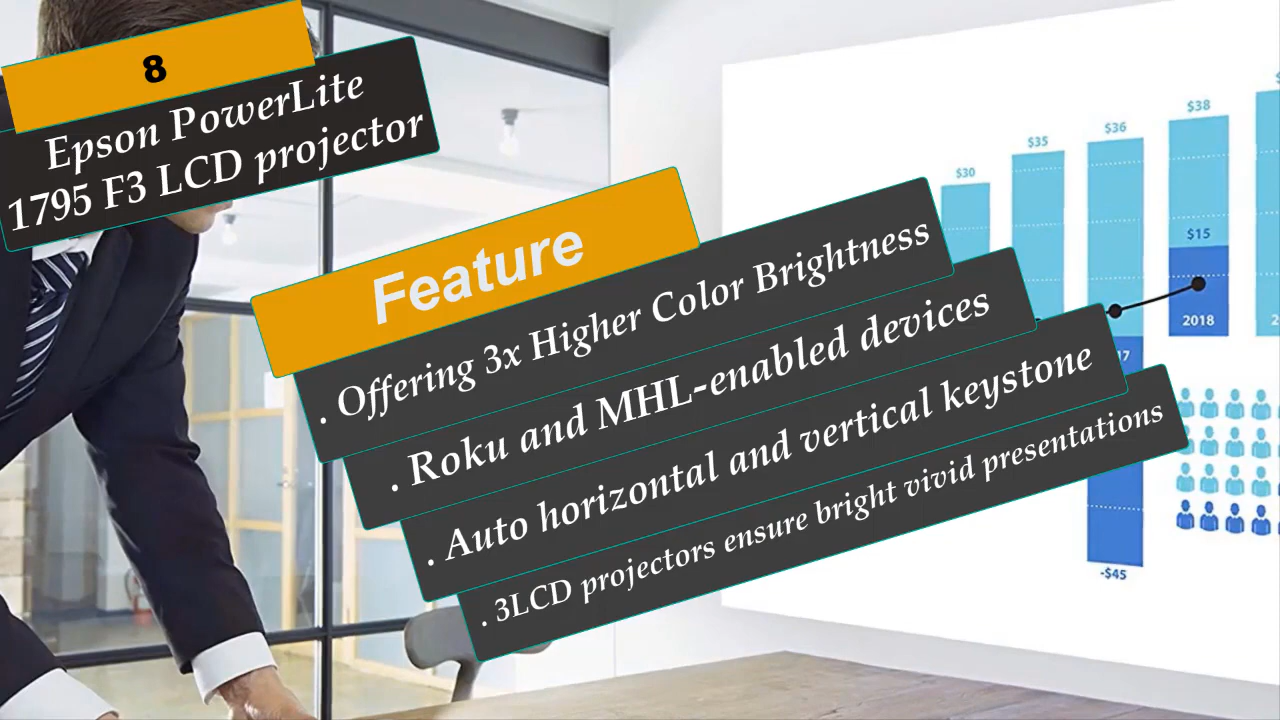 8
Epson PowerLite
1795 F3 LCD projector
Feature
. Offering 3x Higher Color Brightness
. Roku and MHL-enabled devices
. Auto horizontal and vertical keystone
. 3LCD projectors ensure bright vivid presentations
$30
$35
$36
$38
$15
2018
-$45